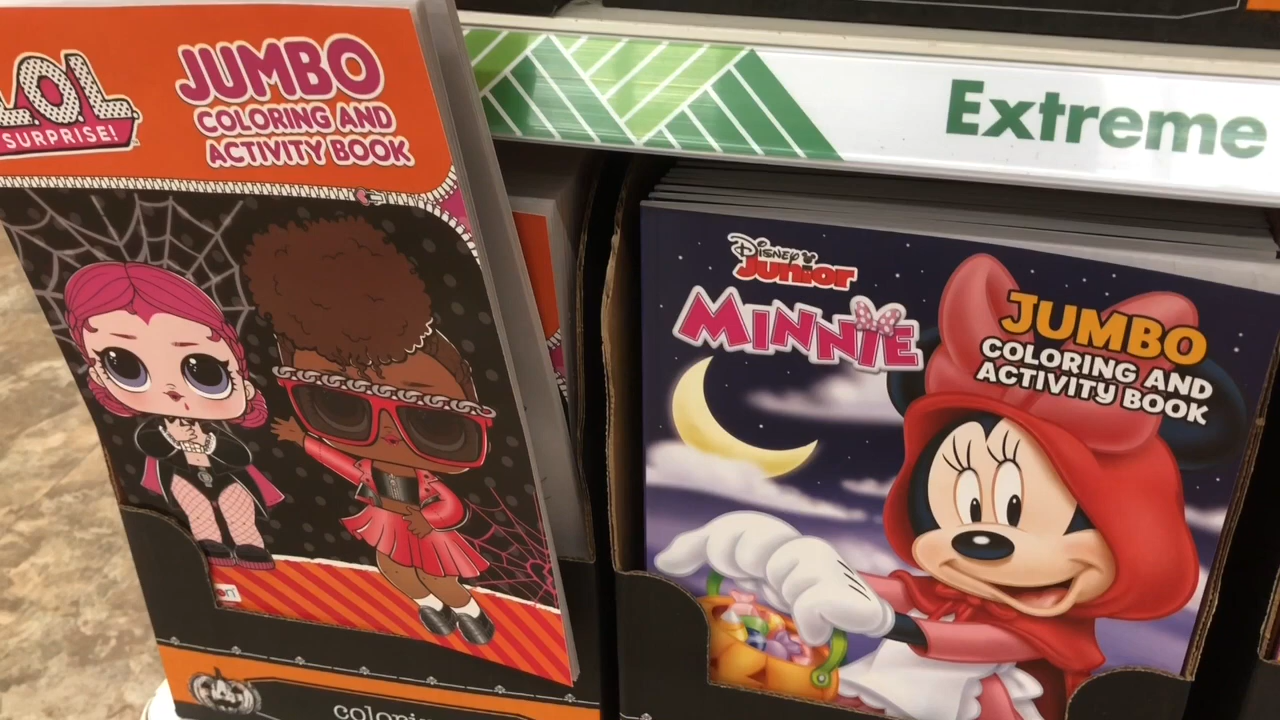 L.O.L.
SURPRISE!
JUMBO
COLORING AND
ACTIVITY BOOK
Extreme
Disney
Junior
MINNIE
JUMBO
COLORING AND
ACTIVITY BOOK